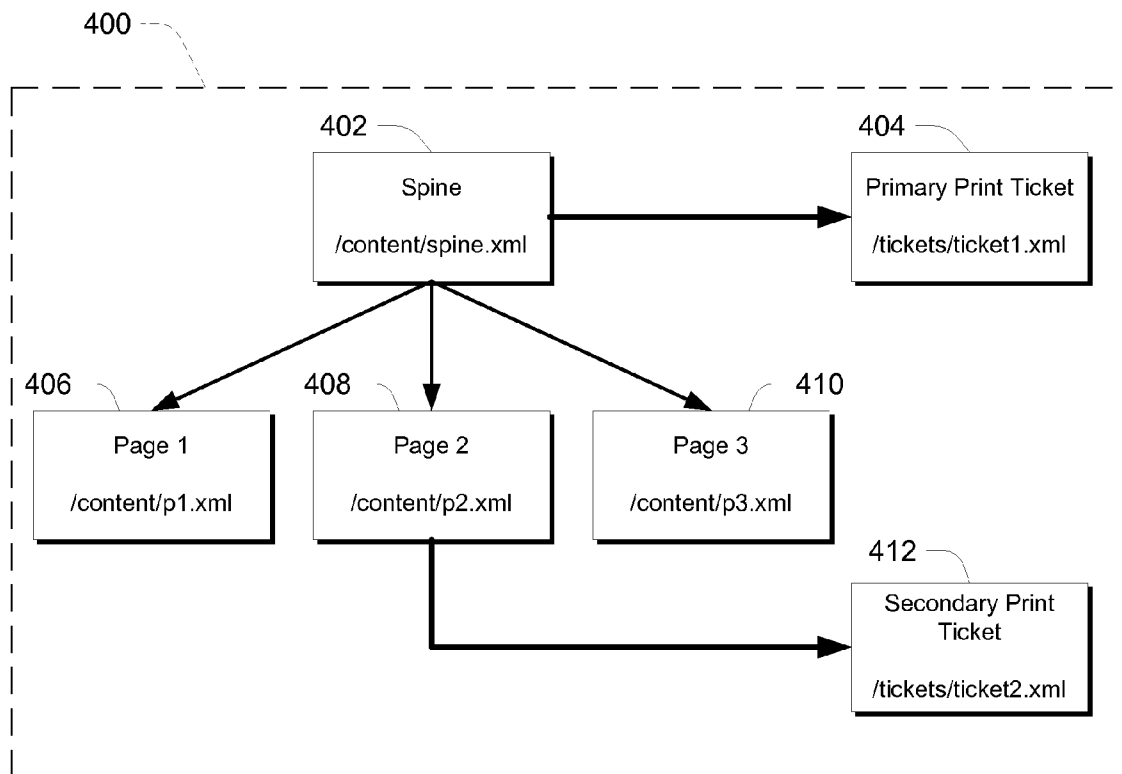 400
402
404
Spine
/content/spine.xml
Primary Print Ticket
/tickets/ticket1.xml
406
408
410
Page 1
/content/p1.xml
Page 2
/content/p2.xml
Page 3
/content/p3.xml
412
Secondary Print
Ticket
/tickets/ticket2.xml